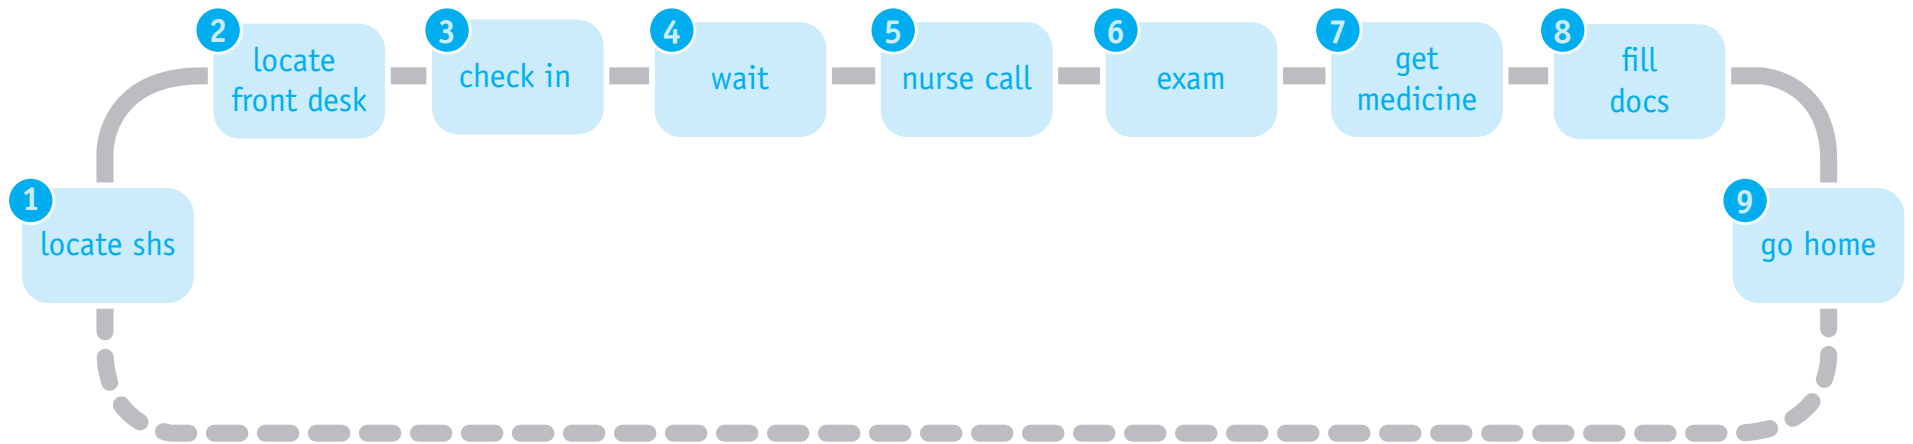 1
locate shs
2
locate
front desk
3
check in
4
wait
5
nurse call
6
exam
7
get
medicine
8
fill
docs
9
go home